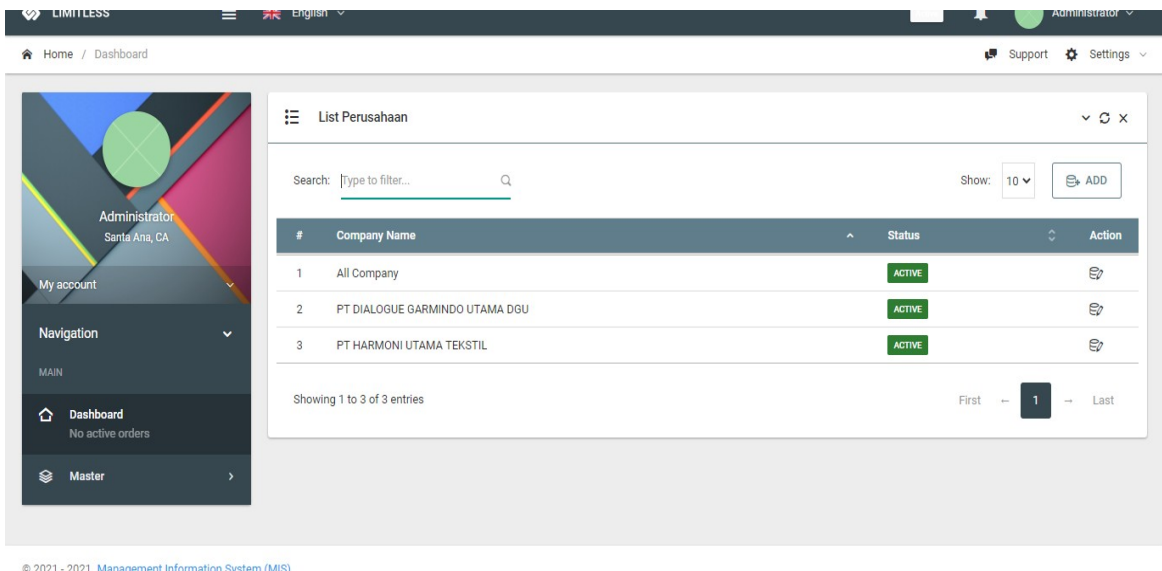 LIMITLESS
English
Administrator
Home / Dashboard
Support
Settings
Administrator
Santa Ana, CA
My account
Navigation
MAIN
Dashboard
No active orders
Master
List Perusahaan
Search: Type to filter...
Show: 10
ADD
# Company Name Status Action
1 All Company ACTIVE
2 PT DIALOGUE GARMINDO UTAMA DGU ACTIVE
3 PT HARMONI UTAMA TEKSTIL ACTIVE
Showing 1 to 3 of 3 entries
First ← 1 → Last
© 2021 - 2021. Management Information System (MIS)